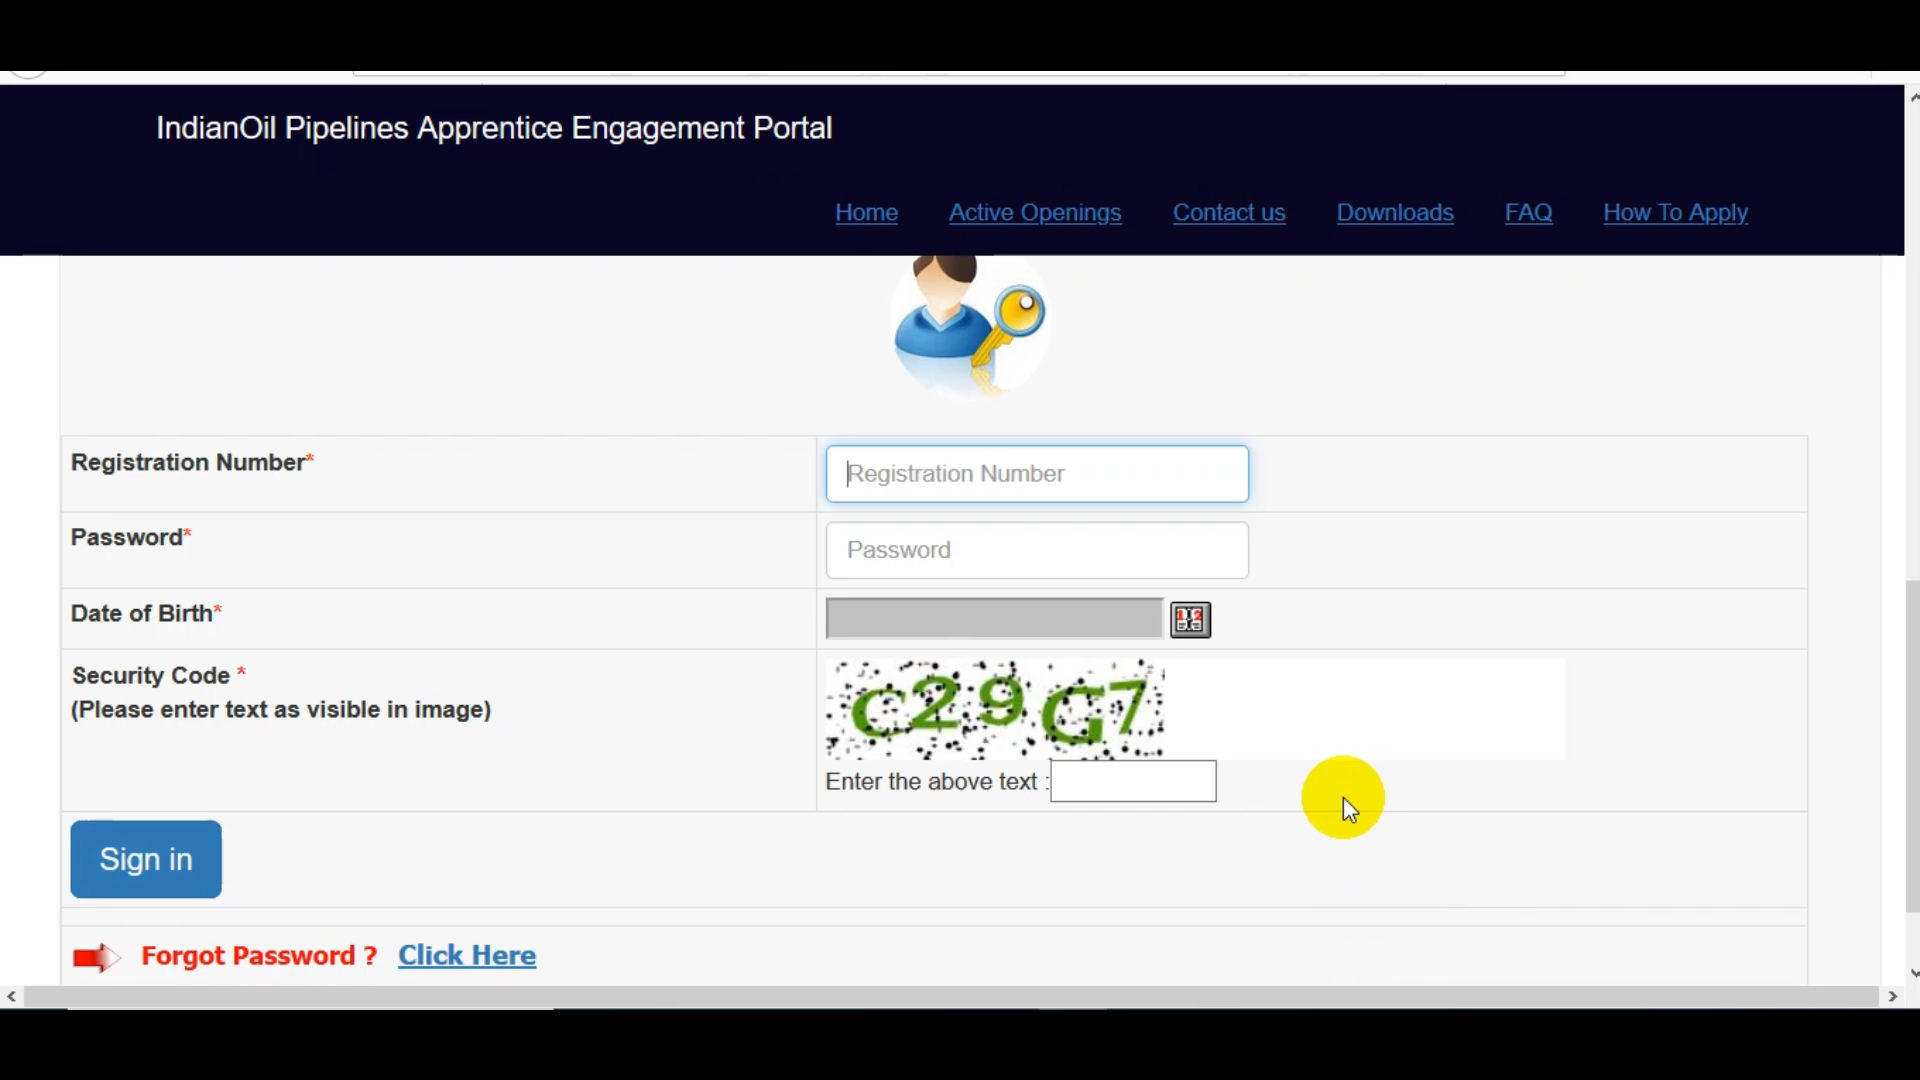 IndianOil Pipelines Apprentice Engagement Portal
Home Active Openings Contact us Downloads FAQ How To Apply
Registration Number*
Registration Number
Password*
Password
Date of Birth*
Security Code *
(Please enter text as visible in image)
C29G7
Enter the above text :
Sign in
Forgot Password ? Click Here